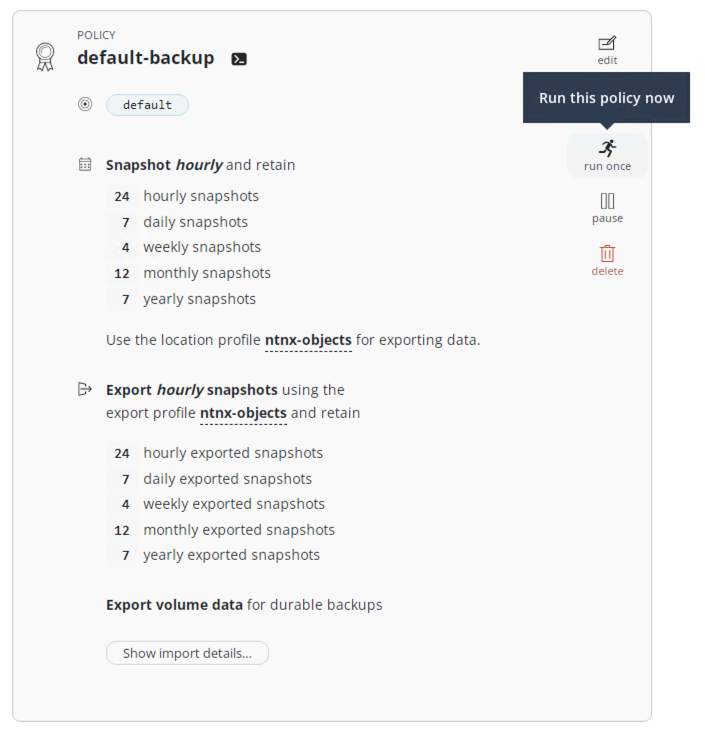 POLICY
default-backup
edit
default
Run this policy now
Snapshot hourly and retain
run once
24 hourly snapshots
7 daily snapshots
pause
4 weekly snapshots
12 monthly snapshots
delete
7 yearly snapshots
Use the location profile ntnx-objects for exporting data.
Export hourly snapshots using the
export profile ntnx-objects and retain
24 hourly exported snapshots
7 daily exported snapshots
4 weekly exported snapshots
12 monthly exported snapshots
7 yearly exported snapshots
Export volume data for durable backups
Show import details...